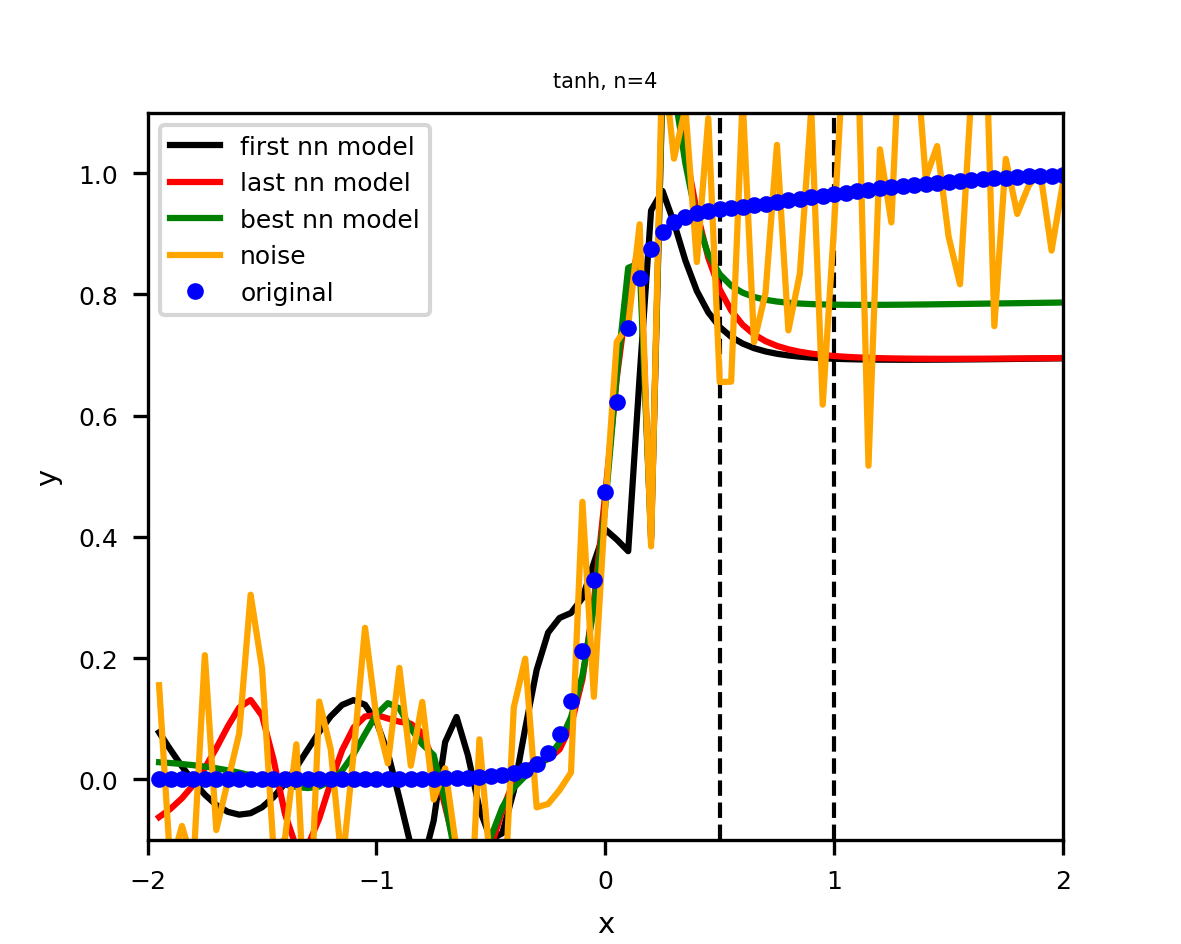 tanh, n=4
first nn model
last nn model
best nn model
noise
original
1.0
0.8
0.6
0.4
0.2
0.0
y
−2
−1
0
1
2
x